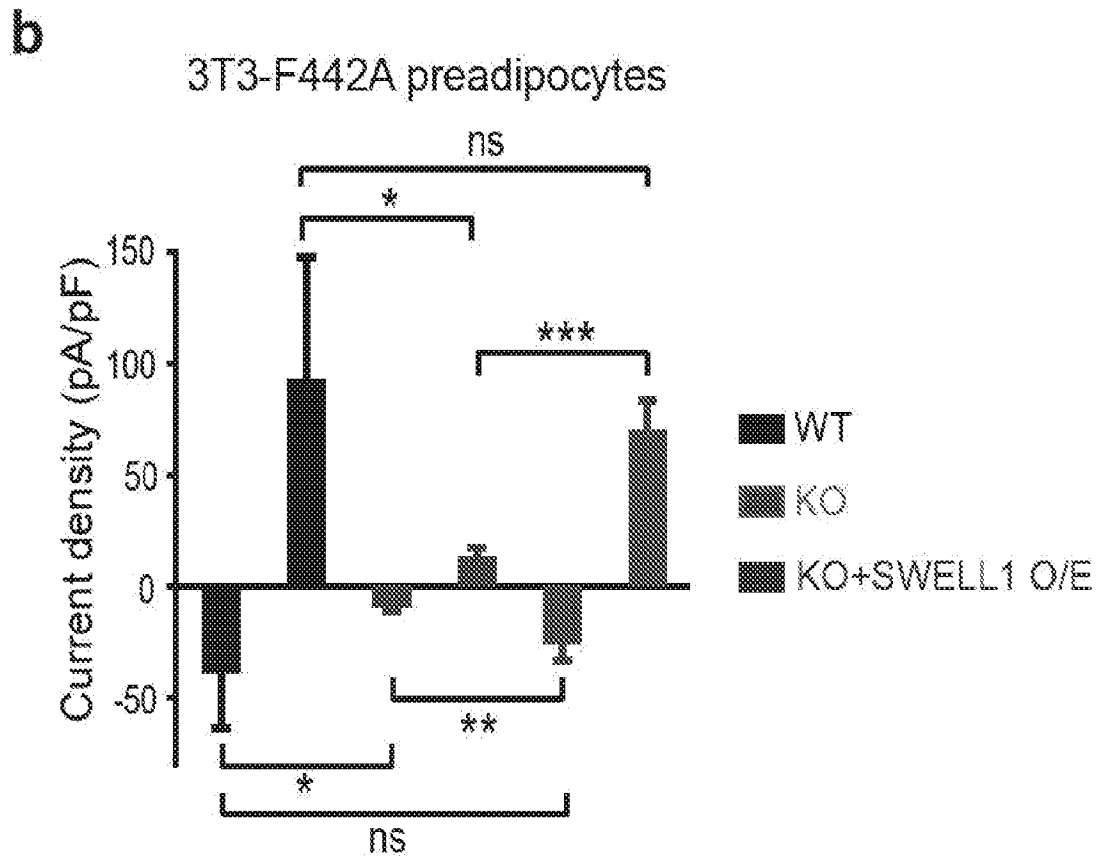 b
3T3-F442A preadipocytes
ns
*
***
150
100
50
0
-50
Current density (pA/pF)
WT
KO
KO+SWELL1 O/E
**
*
ns